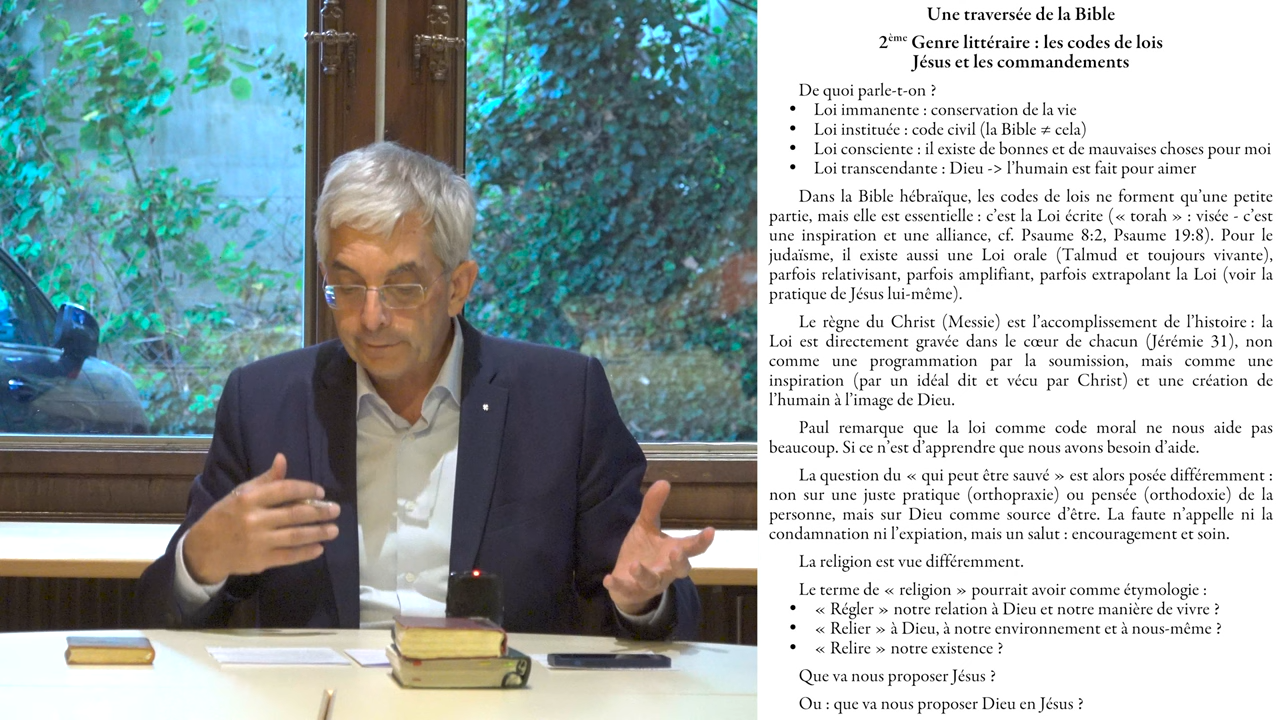 Une traversée de la Bible
2ème Genre littéraire : les codes de lois
Jésus et les commandements
De quoi parle-t-on ?
• Loi immanente : conservation de la vie
• Loi instituée : code civil (la Bible ≠ cela)
• Loi consciente : il existe de bonnes et de mauvaises choses pour moi
• Loi transcendante : Dieu -> l’humain est fait pour aimer
Dans la Bible hébraïque, les codes de lois ne forment qu’une petite
partie, mais elle est essentielle : c’est la Loi écrite (« torah » : visée - c’est
une inspiration et une alliance, cf. Psaume 8:2, Psaume 19:8). Pour le
judaïsme, il existe aussi une Loi orale (Talmud et toujours vivante),
parfois relativisant, parfois amplifiant, parfois extrapolant la Loi (voir la
pratique de Jésus lui-même).
Le règne du Christ (Messie) est l’accomplissement de l’histoire : la
Loi est directement gravée dans le cœur de chacun (Jérémie 31), non
comme une programmation par la soumission, mais comme une
inspiration (par un idéal dit et vécu par Christ) et une création de
l’humain à l’image de Dieu.
Paul remarque que la loi comme code moral ne nous aide pas
beaucoup. Si ce n’est d’apprendre que nous avons besoin d’aide.
La question du « qui peut être sauvé » est alors posée différemment :
non sur une juste pratique (orthopraxie) ou pensée (orthodoxie) de la
personne, mais sur Dieu comme source d’être. La faute n’appelle ni la
condamnation ni l’expiation, mais un salut : encouragement et soin.
La religion est vue différemment.
Le terme de « religion » pourrait avoir comme étymologie :
• « Régler » notre relation à Dieu et notre manière de vivre ?
• « Relier » à Dieu, à notre environnement et à nous-même ?
• « Relire » notre existence ?
Que va nous proposer Jésus ?
Ou : que va nous proposer Dieu en Jésus ?